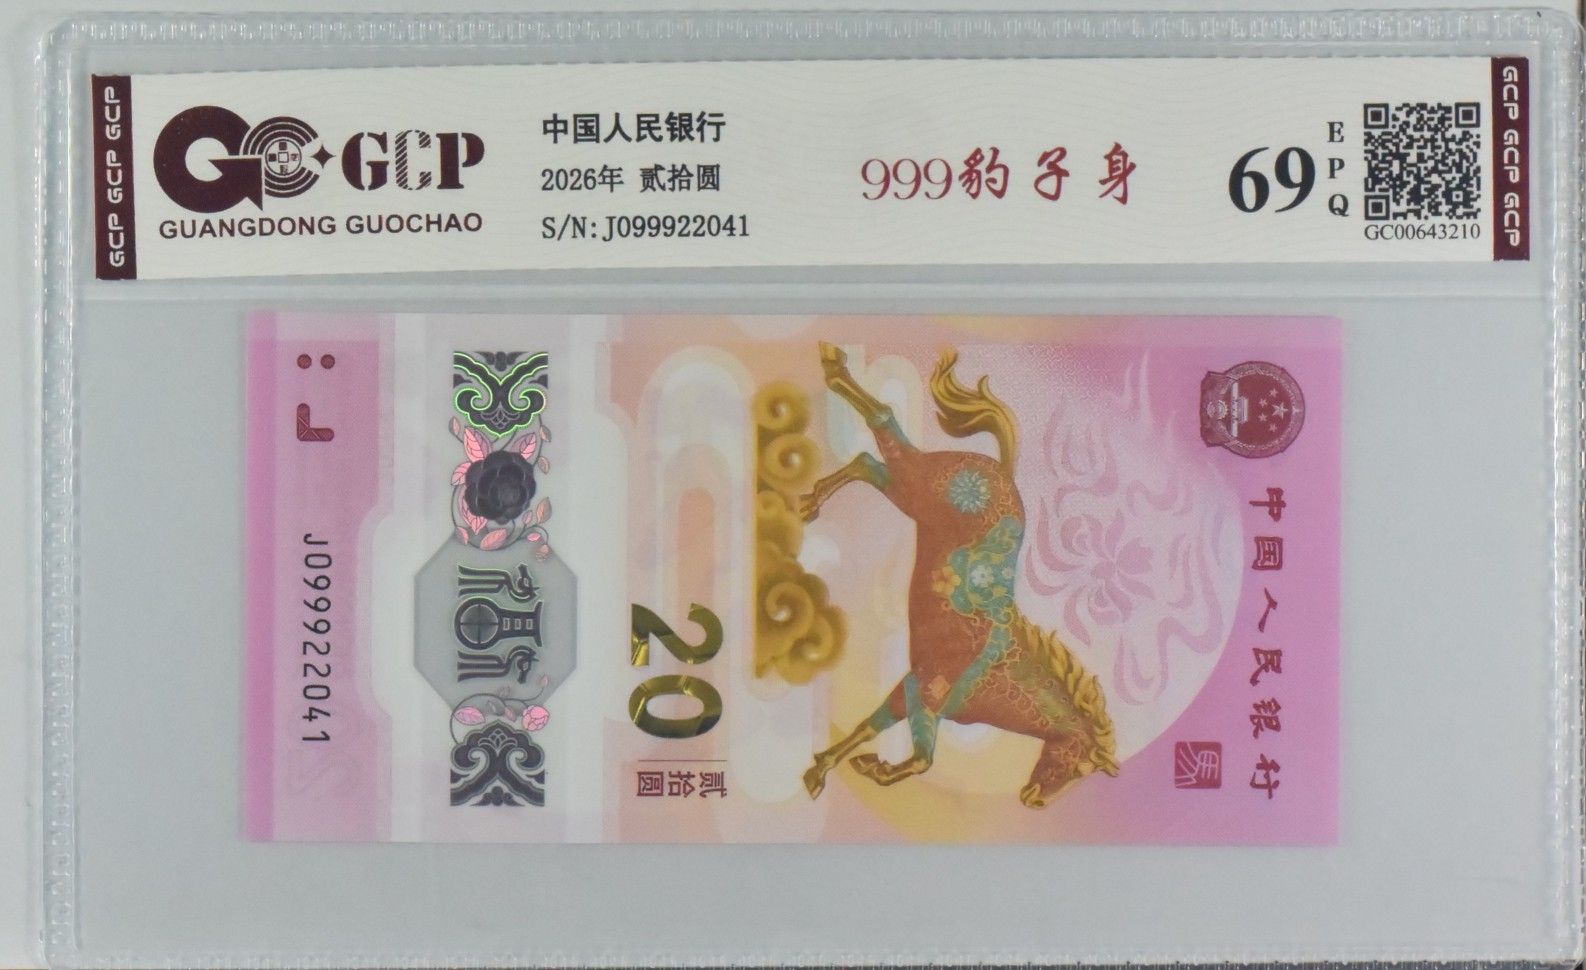 GCP GCP GCP
GCP
GUANGDONG GUOCHAO
中国人民银行
2026年 贰拾圆
S/N:J099922041
999豹子身
69
EPQ
GC00643210
GCP GCP GCP
中国人民银行
20
贰拾圆
J099922041